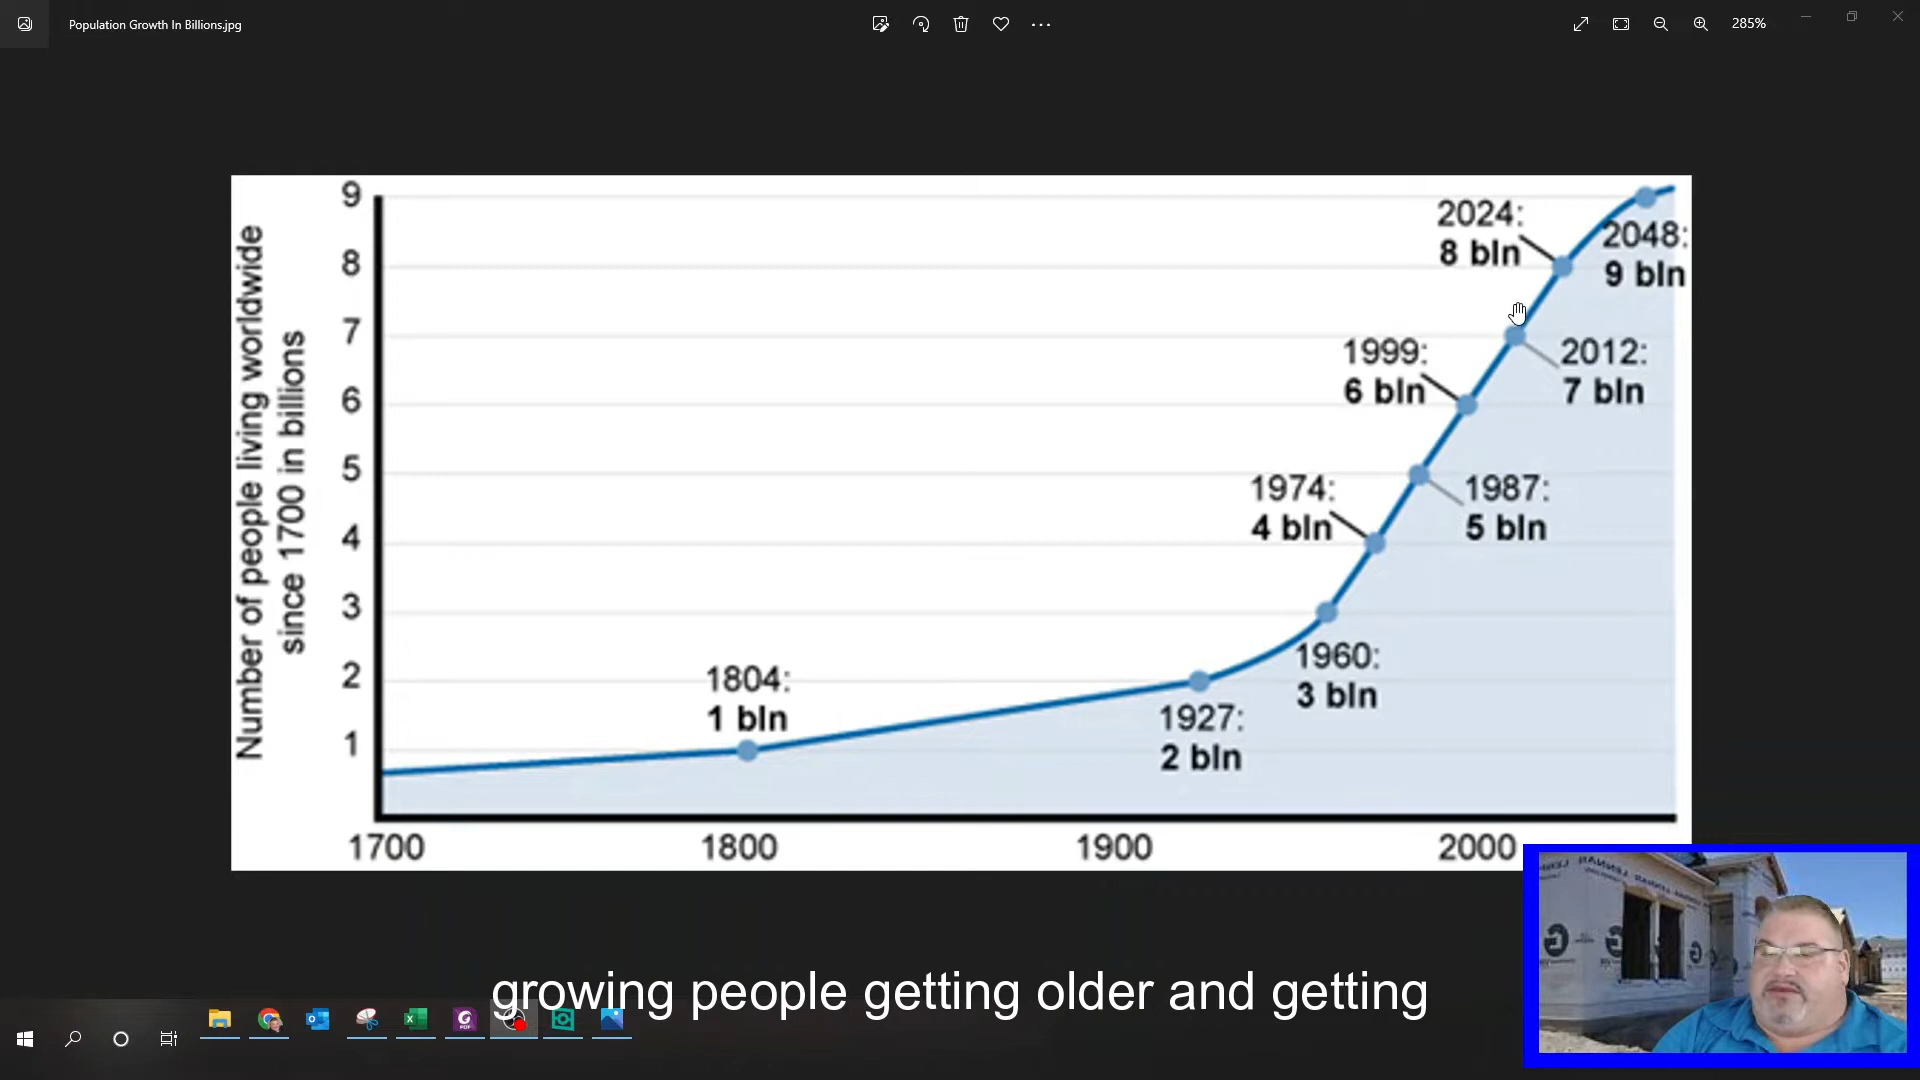 Population Growth In Billions.jpg
285%
Number of people living worldwide
since 1700 in billions
9
8
7
6
5
4
3
2
1
2024:
8 bln
2048:
9 bln
1999:
6 bln
2012:
7 bln
1974:
4 bln
1987:
5 bln
1960:
3 bln
1804:
1 bln
1927:
2 bln
1700
1800
1900
2000
growing people getting older and getting